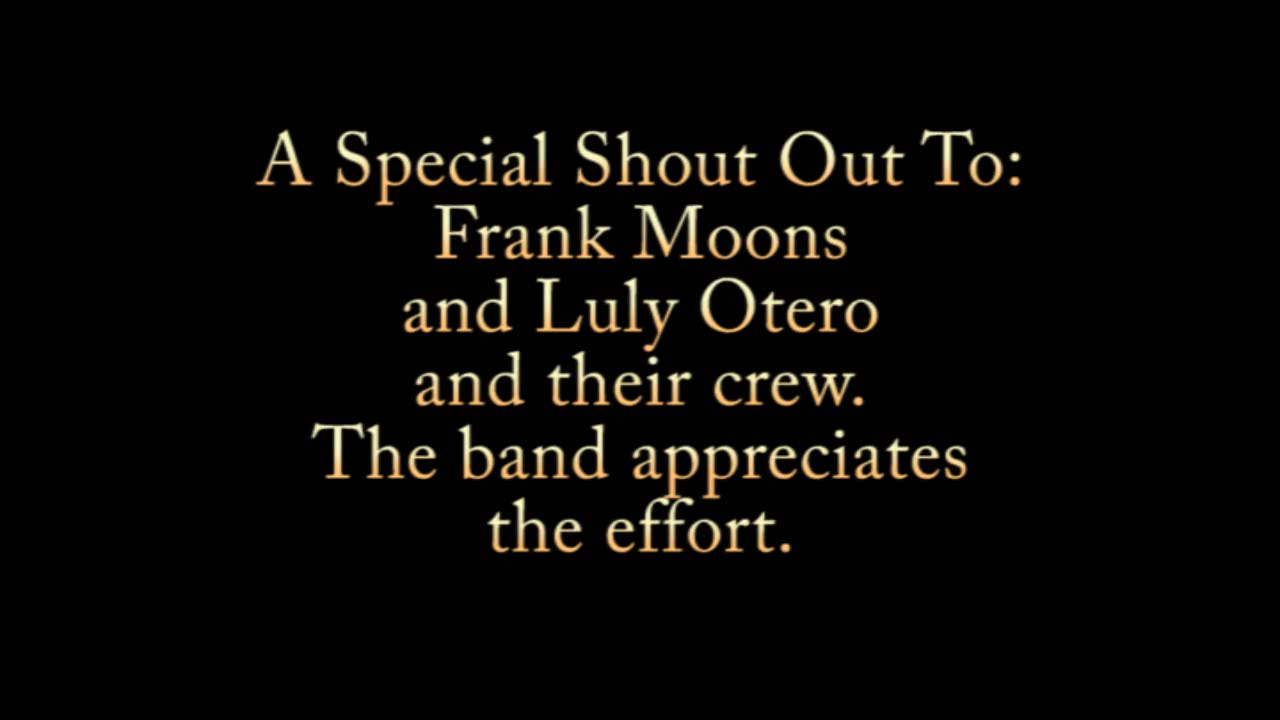 A Special Shout Out To:
Frank Moons
and Luly Otero
and their crew.
The band appreciates
the effort.